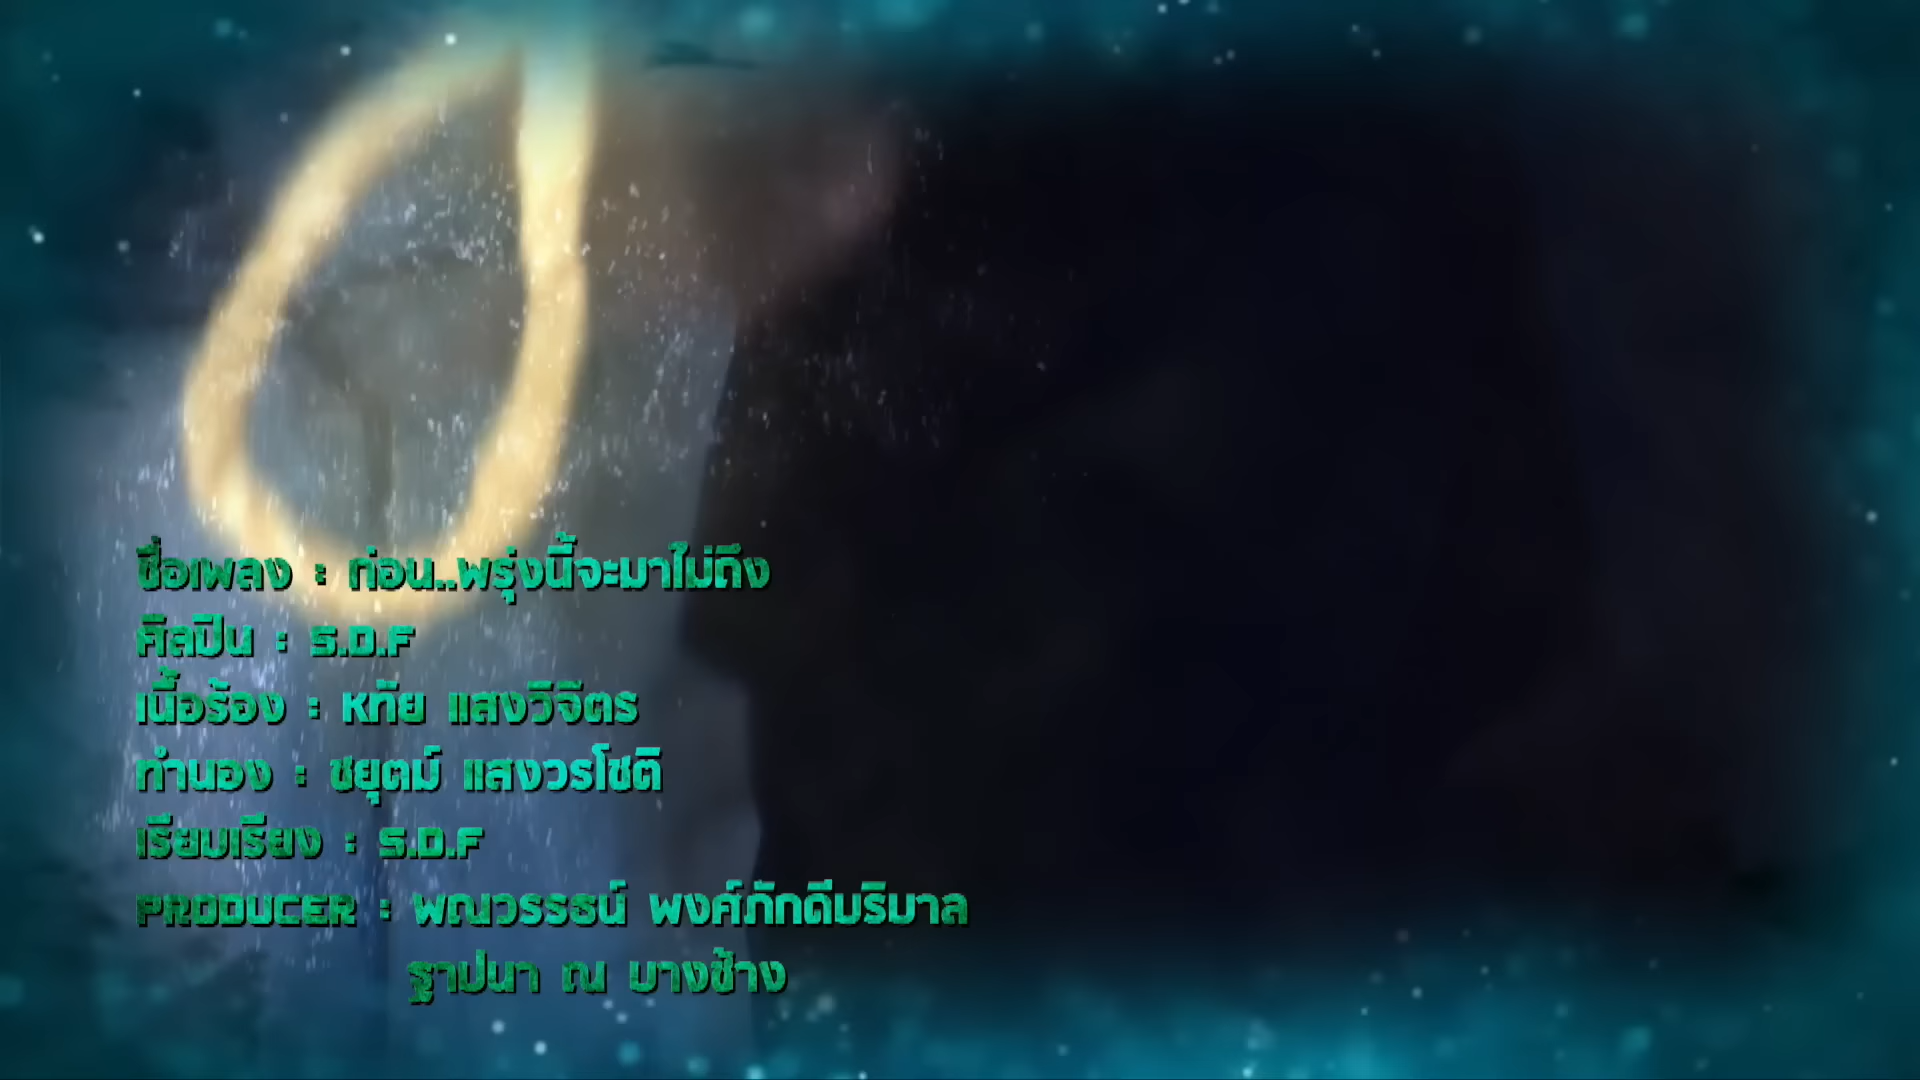 ชื่อเพลง : ก่อน..พรุ่งนี้จะมาไม่ถึง
ศิลปิน : S.D.F
เนื้อร้อง : หทัย แสงวิจิตร
ทำนอง : ชยุตม์ แสงวรโชติ
เรียบเรียง : S.D.F
PRODUCER : พณวรรธน์ พงศ์ภักดีบริบาล
ฐาปนา ณ บางช้าง